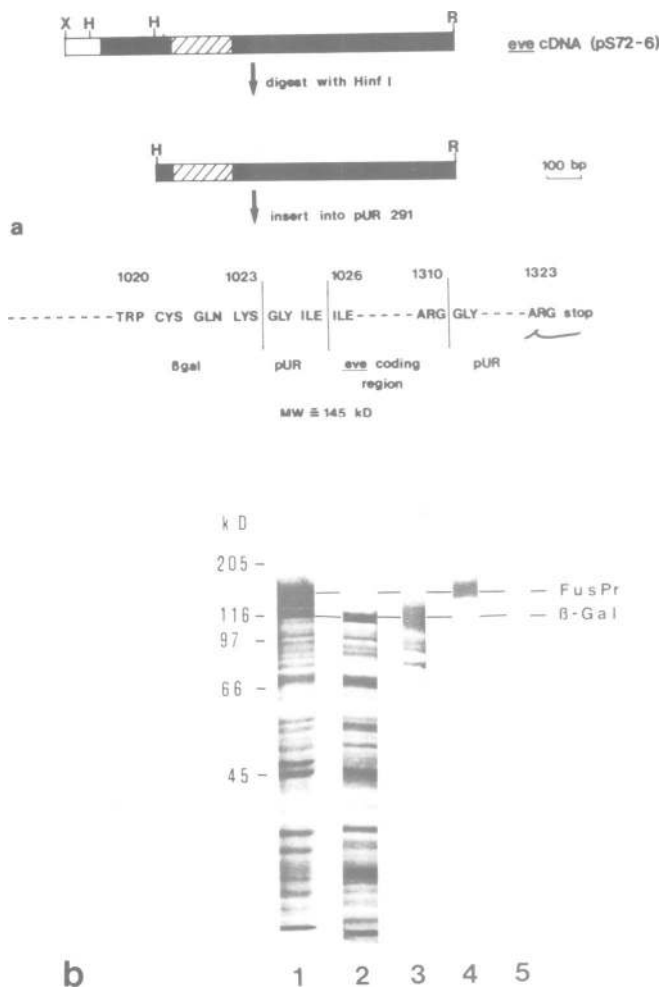 X H H R
eve cDNA (pS72-6)
digest with Hinf I
H R
100 bp
insert into pUR 291
a
1020 1023 1026 1310 1323
-----------TRP CYS GLN LYS GLY ILE ILE-----ARG GLY----ARG stop
βgal pUR eve coding pUR
region
MW ≅ 145 kD
kD
205 –
FusPr
116 –
β-Gal
97 –
66 –
45 –
b 1 2 3 4 5